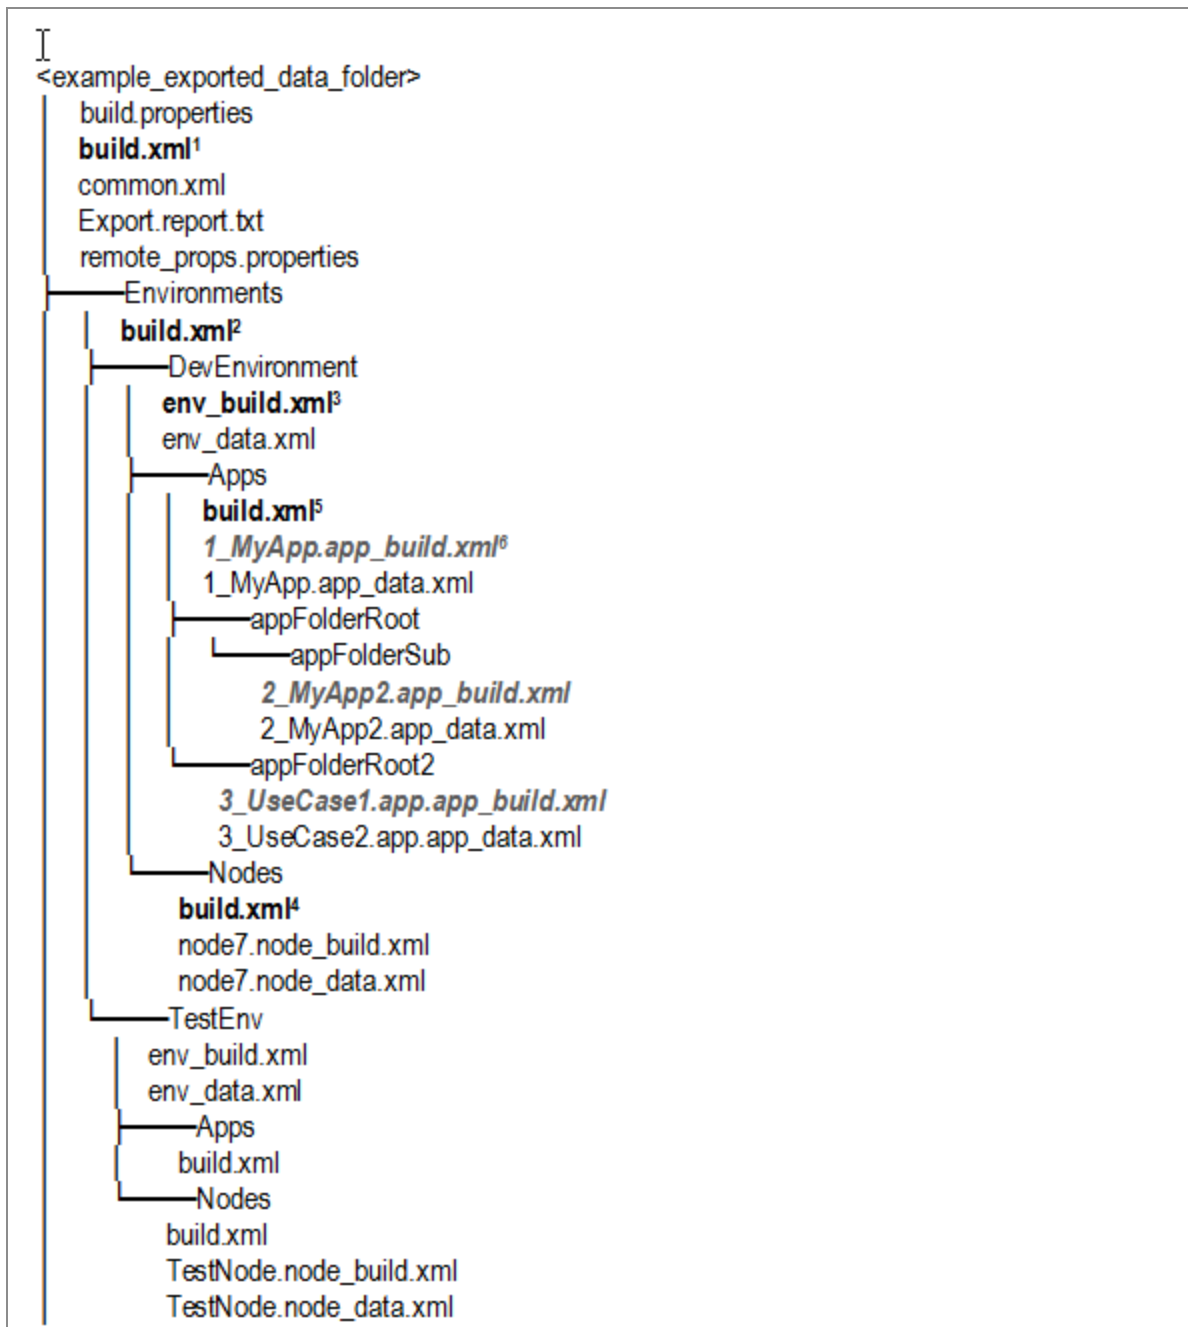 <example_exported_data_folder>
build.properties
build.xml¹
common.xml
Export.report.txt
remote_props.properties
Environments
build.xml²
DevEnvironment
env_build.xml³
env_data.xml
Apps
build.xml⁵
1_MyApp.app_build.xml⁶
1_MyApp.app_data.xml
appFolderRoot
appFolderSub
2_MyApp2.app_build.xml
2_MyApp2.app_data.xml
appFolderRoot2
3_UseCase1.app.app_build.xml
3_UseCase2.app.app_data.xml
Nodes
build.xml⁴
node7.node_build.xml
node7.node_data.xml
TestEnv
env_build.xml
env_data.xml
Apps
build.xml
Nodes
build.xml
TestNode.node_build.xml
TestNode.node_data.xml